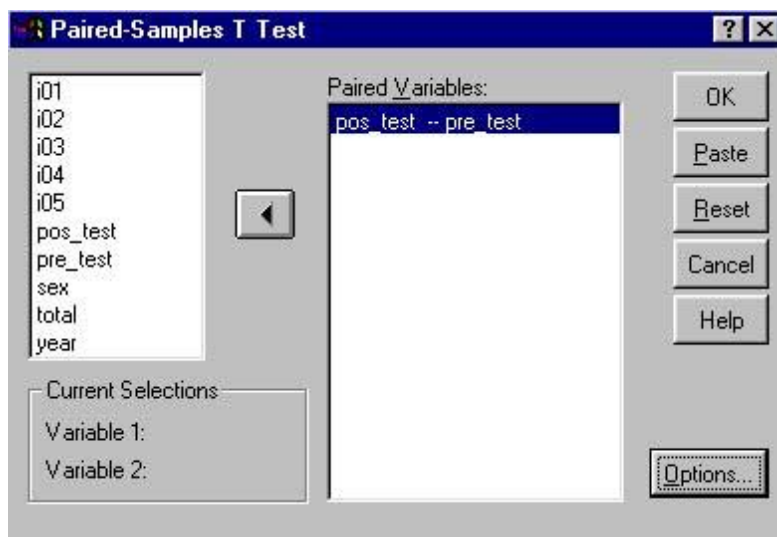 Paired-Samples T Test
i01
i02
i03
i04
i05
pos_test
pre_test
sex
total
year
Current Selections
Variable 1:
Variable 2:
Paired Variables:
pos_test -- pre_test
OK
Paste
Reset
Cancel
Help
Options...